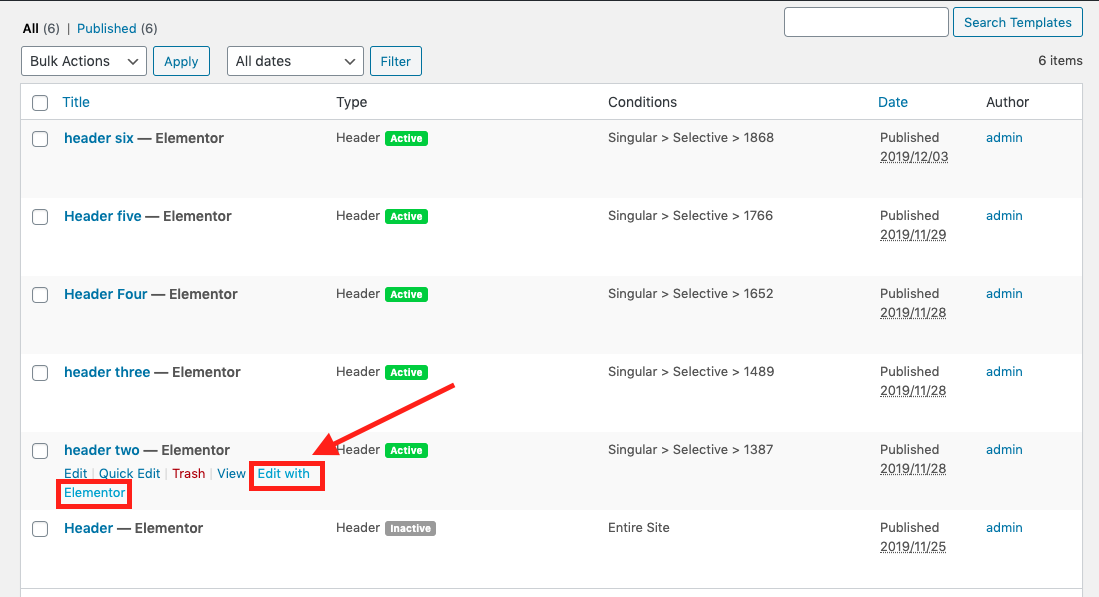 All (6) | Published (6)
Search Templates
Bulk Actions Apply All dates Filter 6 items
Title Type Conditions Date Author
header six — Elementor Header Active Singular > Selective > 1868 Published admin
2019/12/03
Header five — Elementor Header Active Singular > Selective > 1766 Published admin
2019/11/29
Header Four — Elementor Header Active Singular > Selective > 1652 Published admin
2019/11/28
header three — Elementor Header Active Singular > Selective > 1489 Published admin
2019/11/28
header two — Elementor Header Active Singular > Selective > 1387 Published admin
2019/11/28
Edit | Quick Edit | Trash | View | Edit with
Elementor
Header — Elementor Header Inactive Entire Site Published admin
2019/11/25